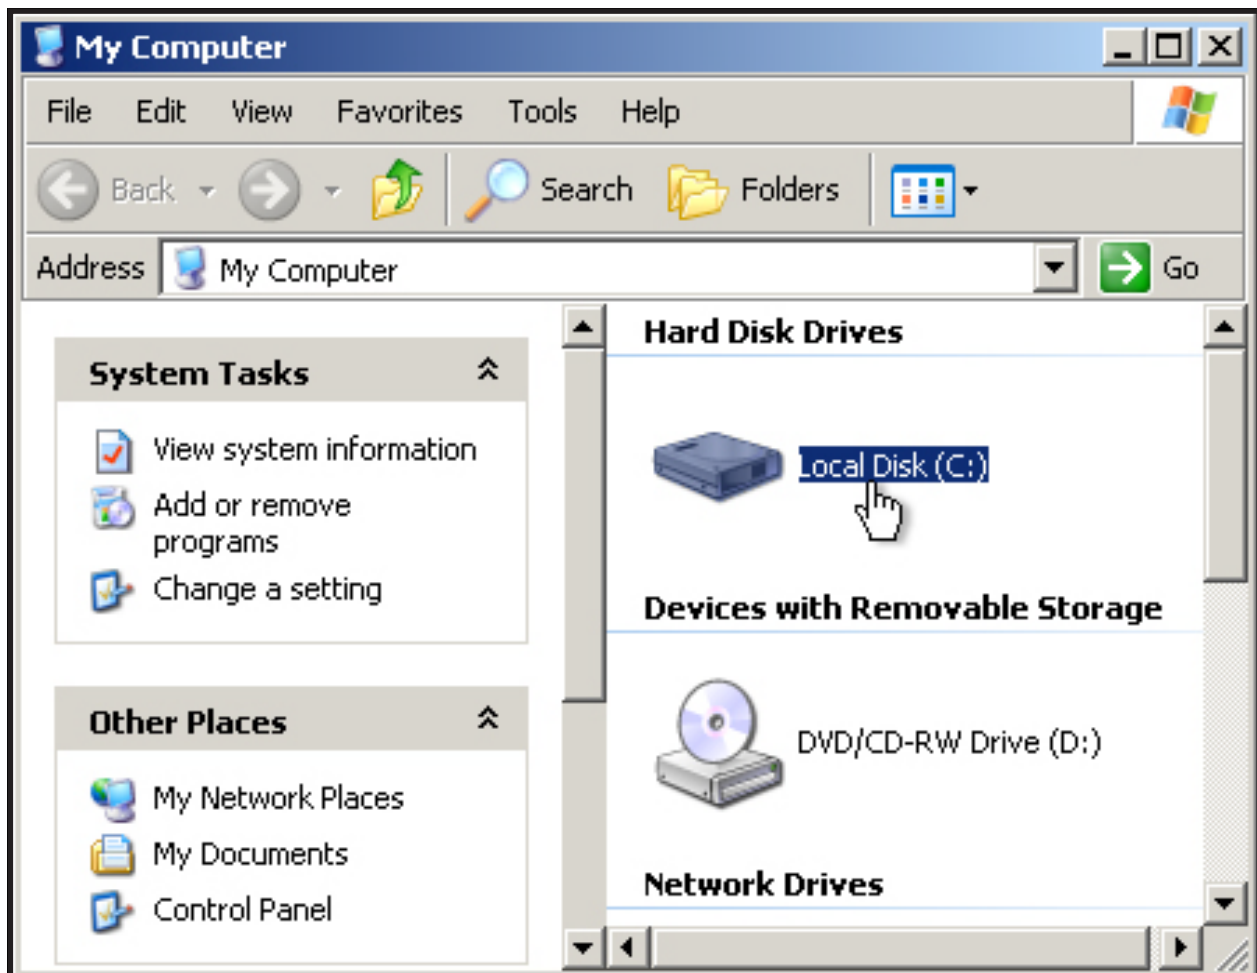 My Computer
File Edit View Favorites Tools Help
Back Search Folders
Address My Computer Go
System Tasks
View system information
Add or remove
programs
Change a setting
Other Places
My Network Places
My Documents
Control Panel
Hard Disk Drives
Local Disk (C:)
Devices with Removable Storage
DVD/CD-RW Drive (D:)
Network Drives